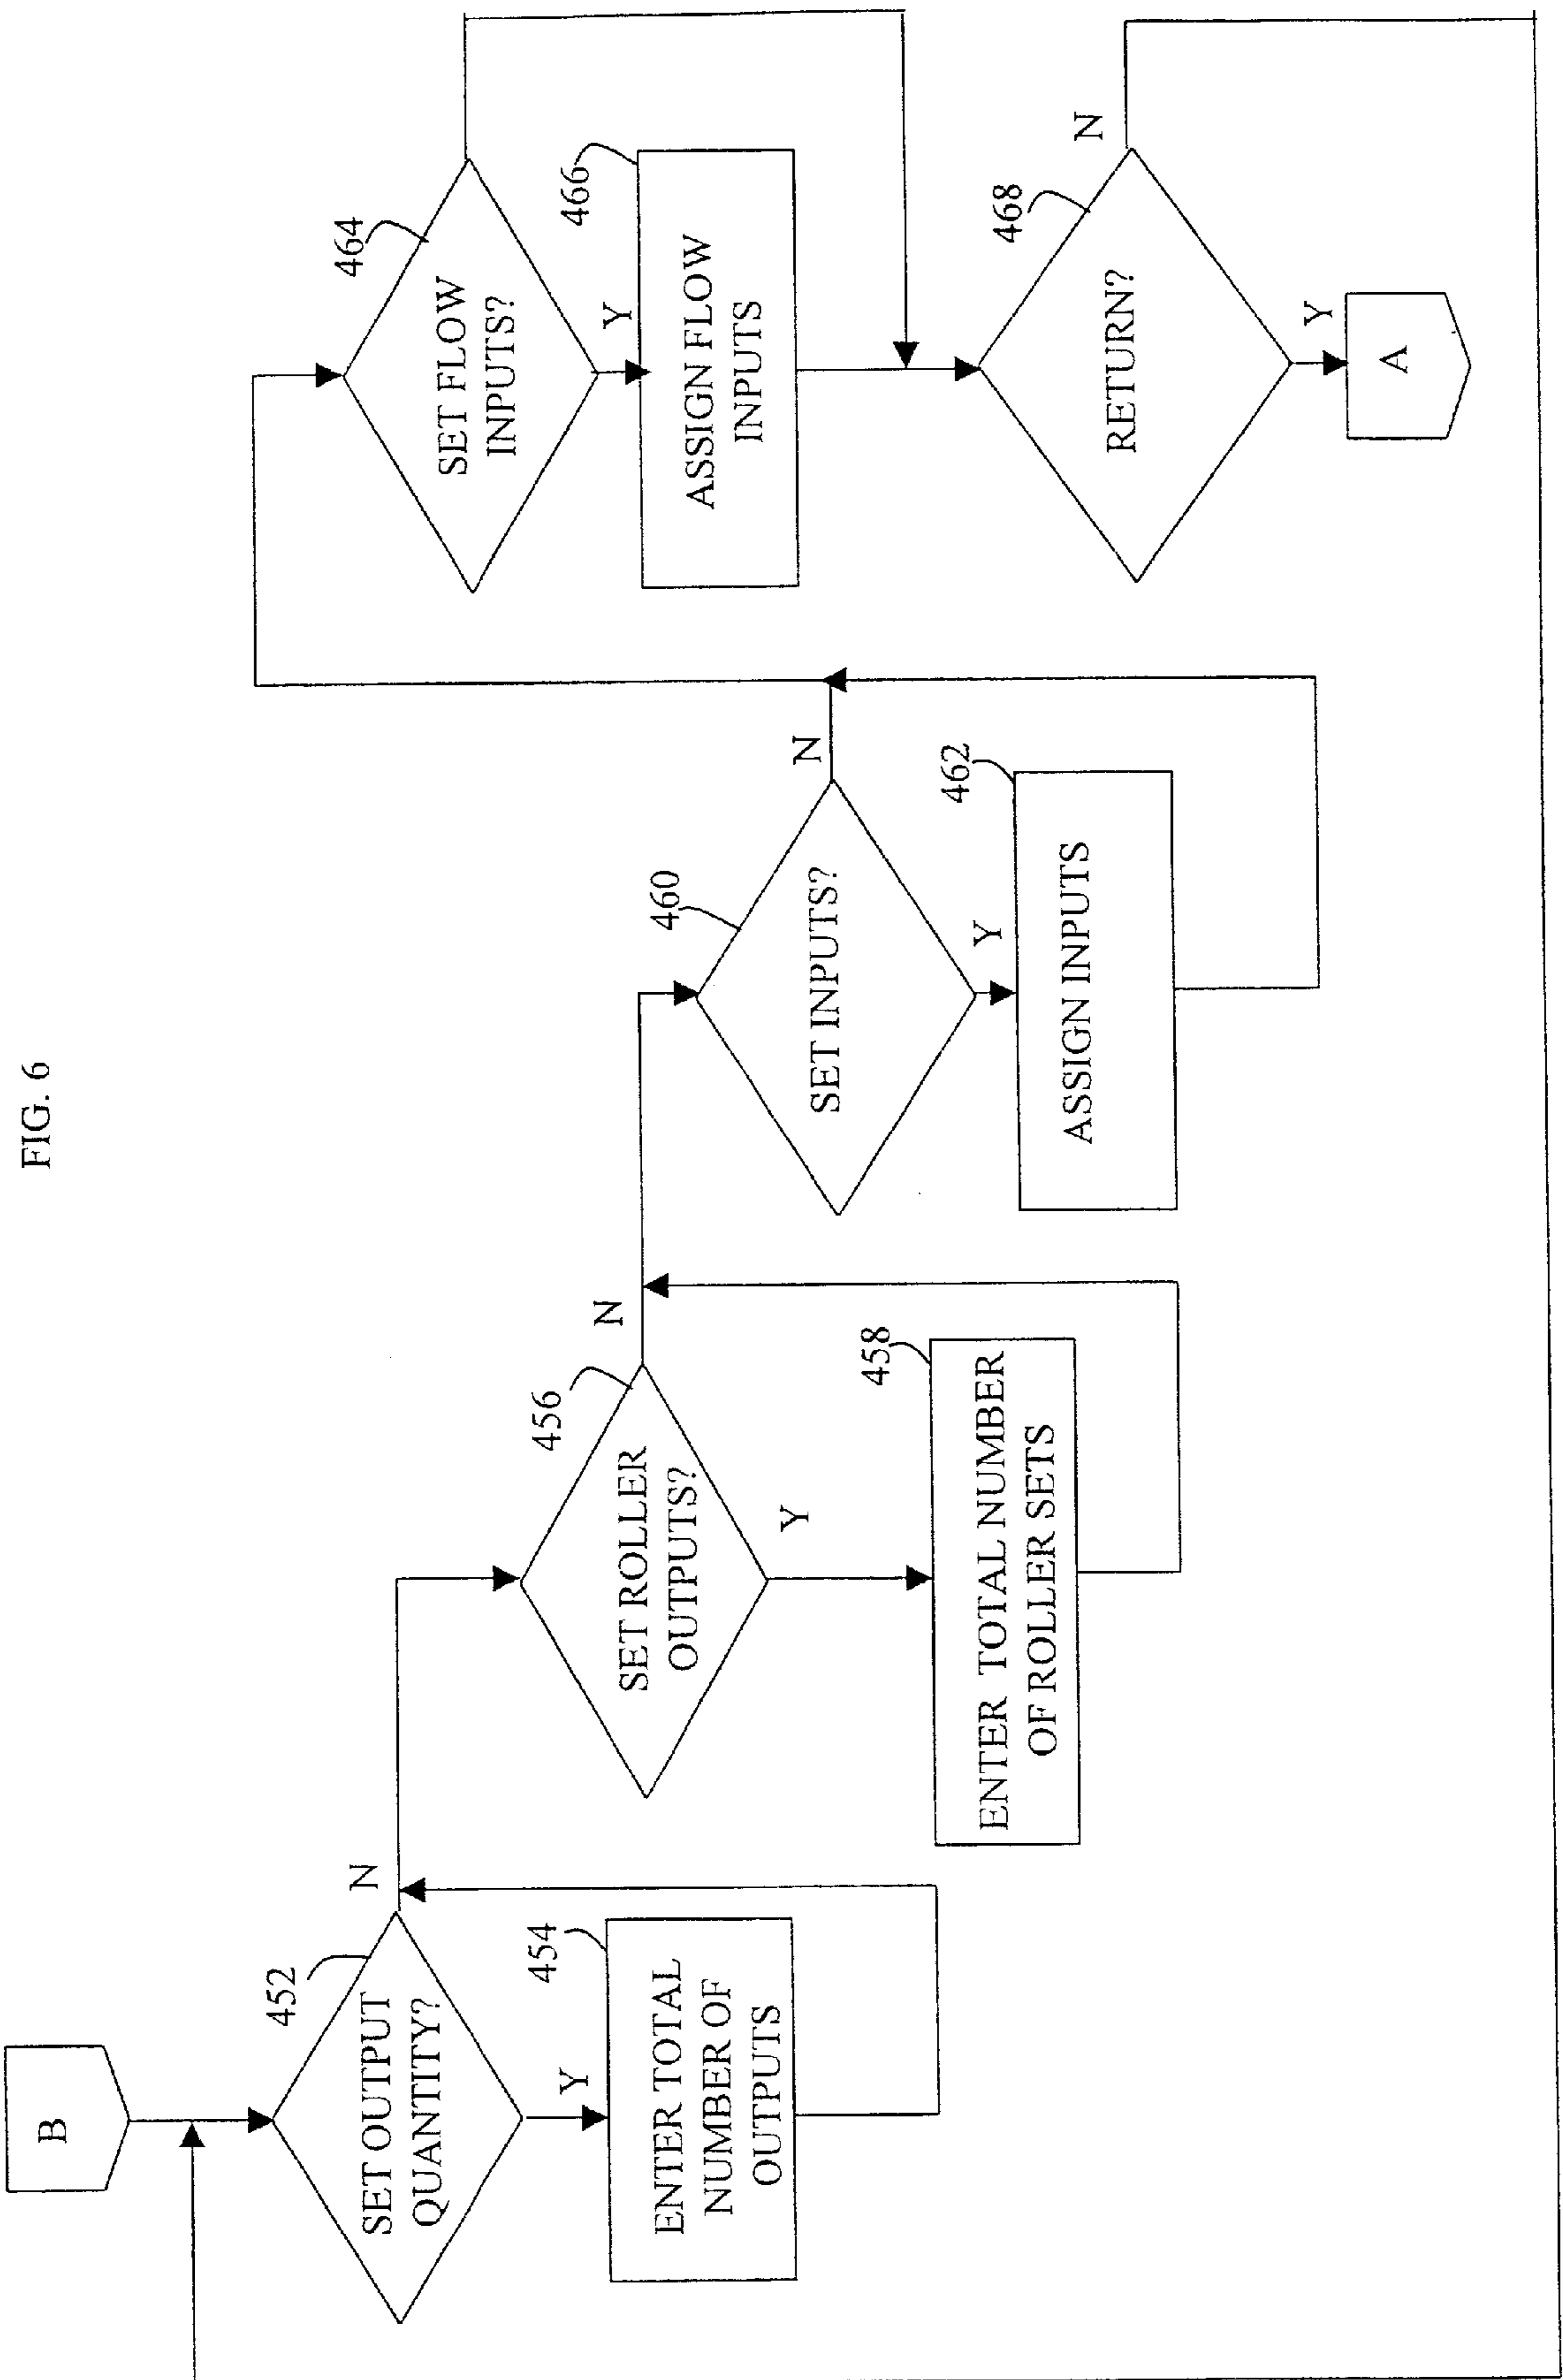 FIG. 6
B
452
SET OUTPUT
QUANTITY?
N
Y
454
ENTER TOTAL
NUMBER OF
OUTPUTS
456
SET ROLLER
OUTPUTS?
N
Y
458
ENTER TOTAL NUMBER
OF ROLLER SETS
460
SET INPUTS?
N
Y
462
ASSIGN INPUTS
464
SET FLOW
INPUTS?
Y
466
ASSIGN FLOW
INPUTS
468
RETURN?
N
Y
A